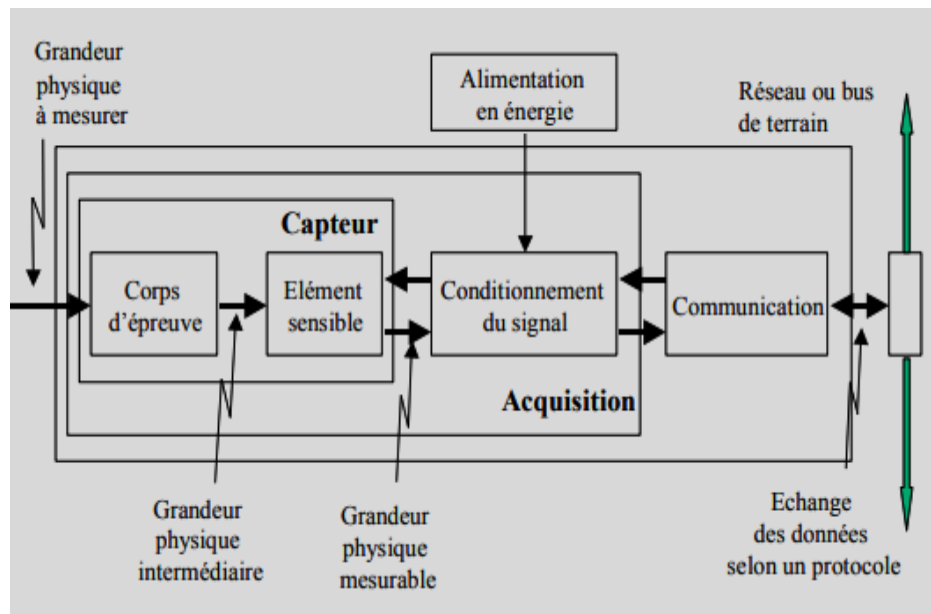 Grandeur
physique
à mesurer
Alimentation
en énergie
Réseau ou bus
de terrain
Capteur
Corps
d'épreuve
Elément
sensible
Conditionnement
du signal
Communication
Acquisition
Grandeur
physique
intermédiaire
Grandeur
physique
mesurable
Echange
des données
selon un protocole